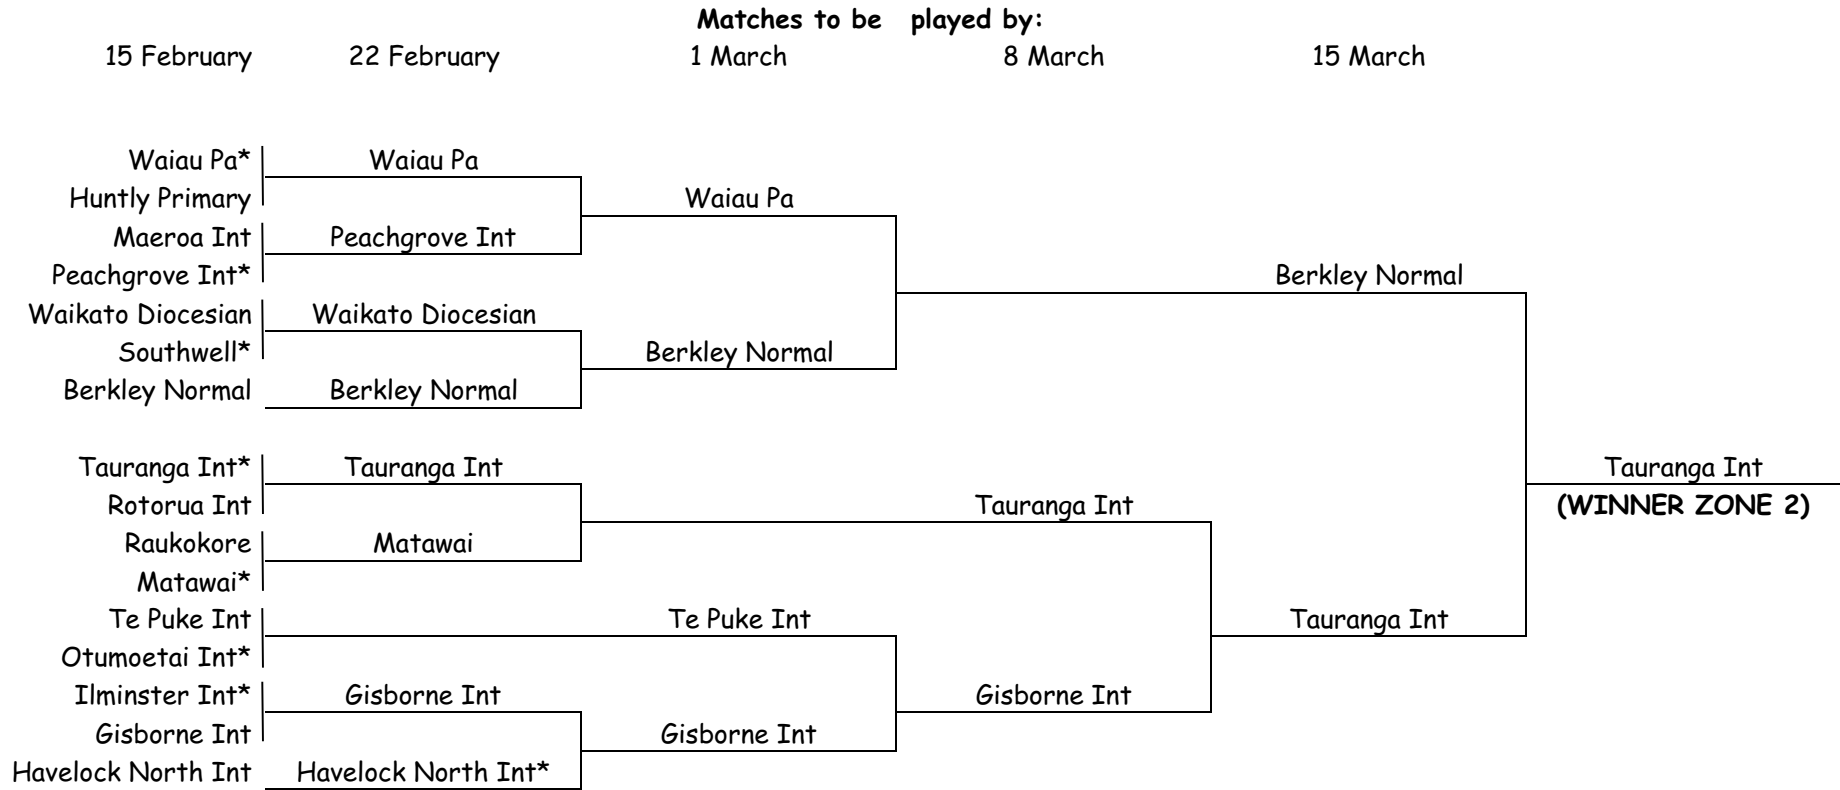 Matches to be played by:
15 February 22 February 1 March 8 March 15 March
Waiau Pa* Waiau Pa
Huntly Primary Waiau Pa
Maeroa Int Peachgrove Int
Peachgrove Int* Berkley Normal
Waikato Diocesian Waikato Diocesian
Southwell* Berkley Normal
Berkley Normal Berkley Normal
Tauranga Int* Tauranga Int Tauranga Int
Rotorua Int Tauranga Int (WINNER ZONE 2)
Raukokore Matawai
Matawai*
Te Puke Int Te Puke Int Tauranga Int
Otumoetai Int*
Ilminster Int* Gisborne Int Gisborne Int
Gisborne Int Gisborne Int
Havelock North Int Havelock North Int*